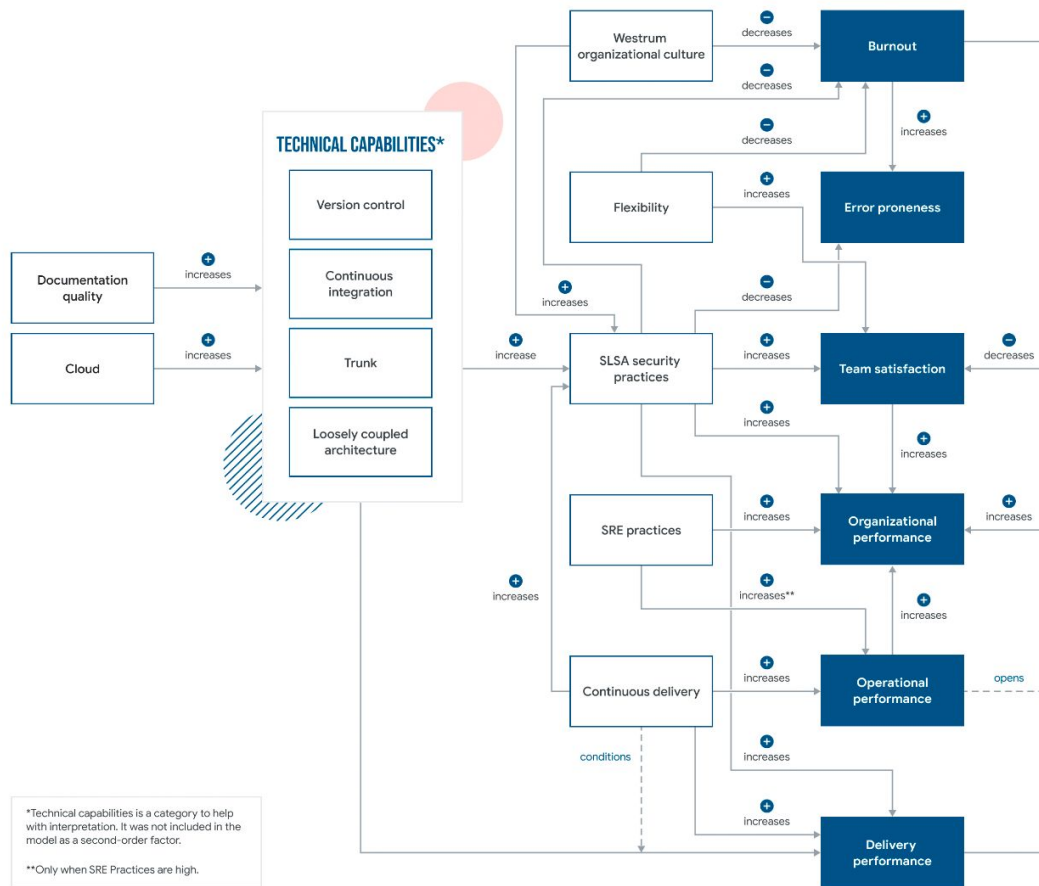 Westrum
organizational culture
decreases
Burnout
decreases
increases
TECHNICAL CAPABILITIES*
decreases
Version control
Flexibility
increases
Error proneness
Documentation
quality
increases
Continuous
integration
increases
decreases
Cloud
increases
Trunk
increase
SLSA security
practices
increases
Team satisfaction
decreases
Loosely coupled
architecture
increases
increases
SRE practices
increases
Organizational
performance
increases
increases
increases**
increases
Continuous delivery
increases
Operational
performance
opens
conditions
increases
increases
Delivery
performance
*Technical capabilities is a category to help
with interpretation. It was not included in the
model as a second-order factor.
**Only when SRE Practices are high.